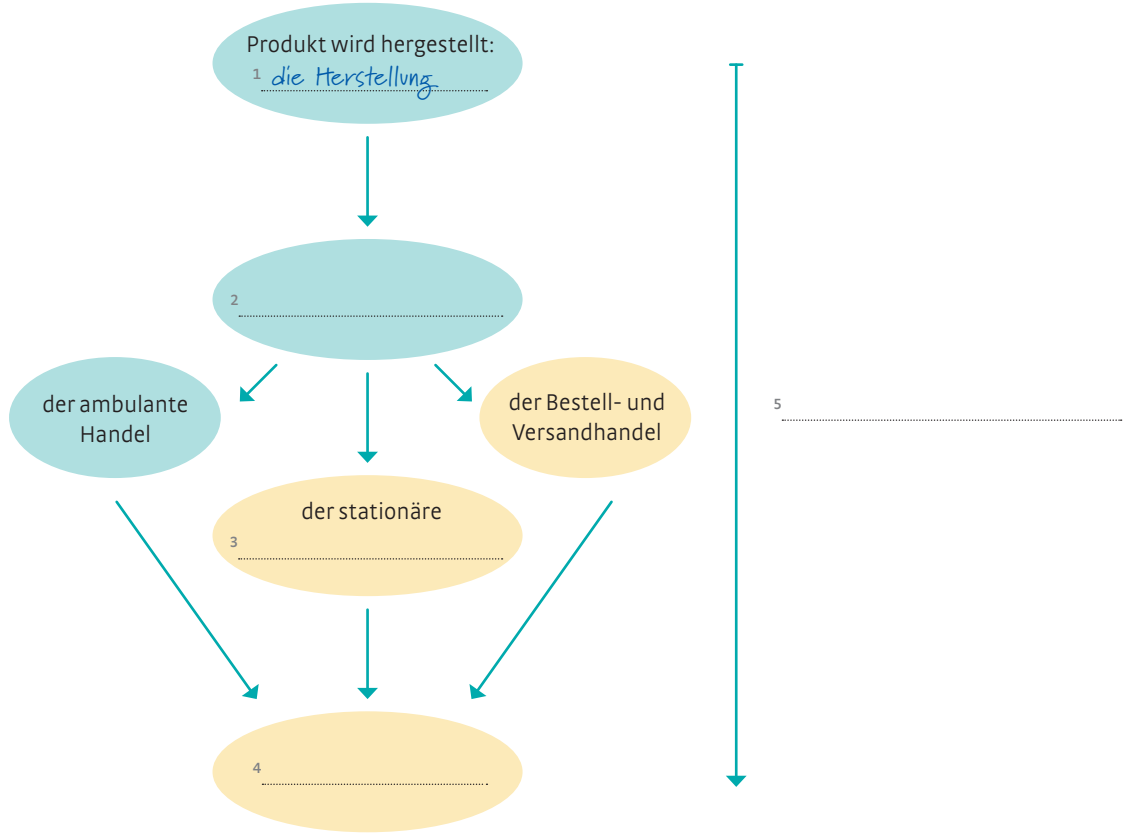 Produkt wird hergestellt:
1 die Herstellung
2
der ambulante
Handel
der Bestell- und
Versandhandel
5
der stationäre
3
4